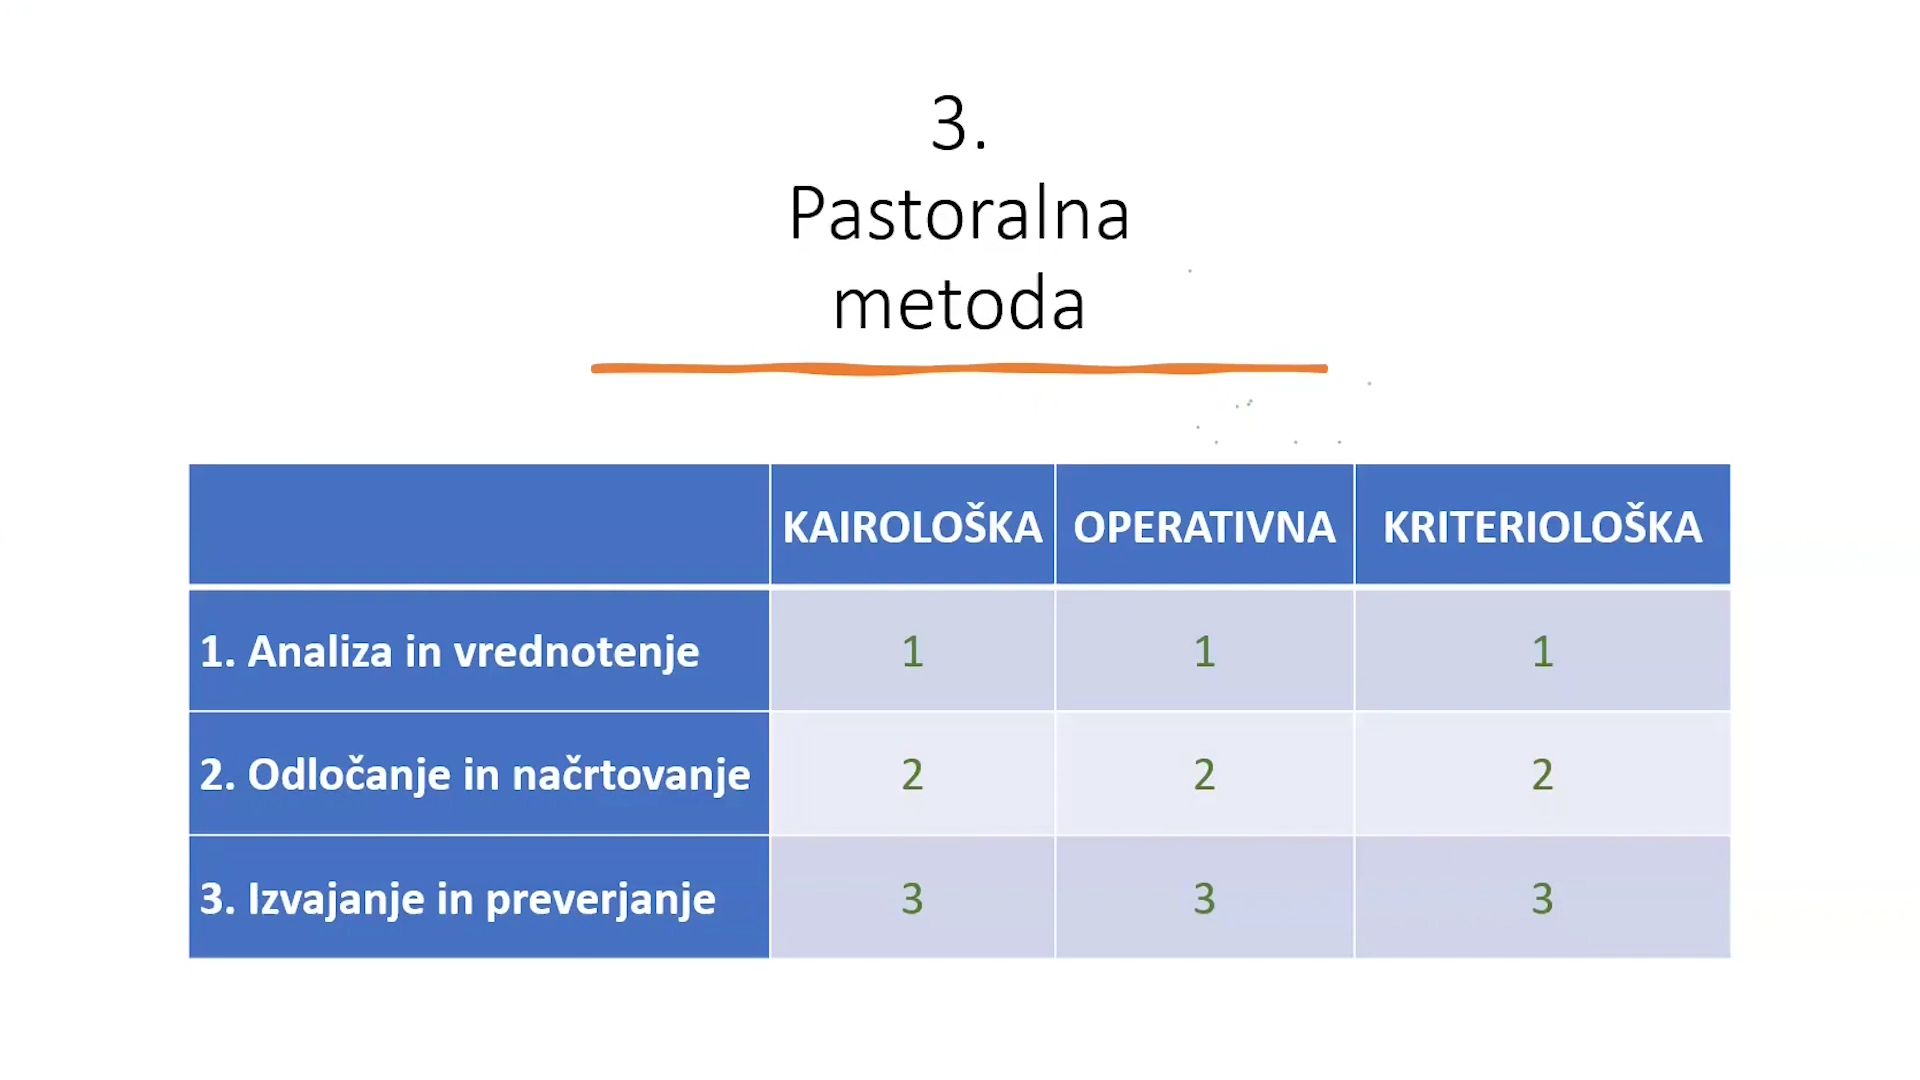 3.
Pastoralna
metoda
KAIROLOŠKA OPERATIVNA KRITERIOLOŠKA
1. Analiza in vrednotenje 1 1 1
2. Odločanje in načrtovanje 2 2 2
3. Izvajanje in preverjanje 3 3 3